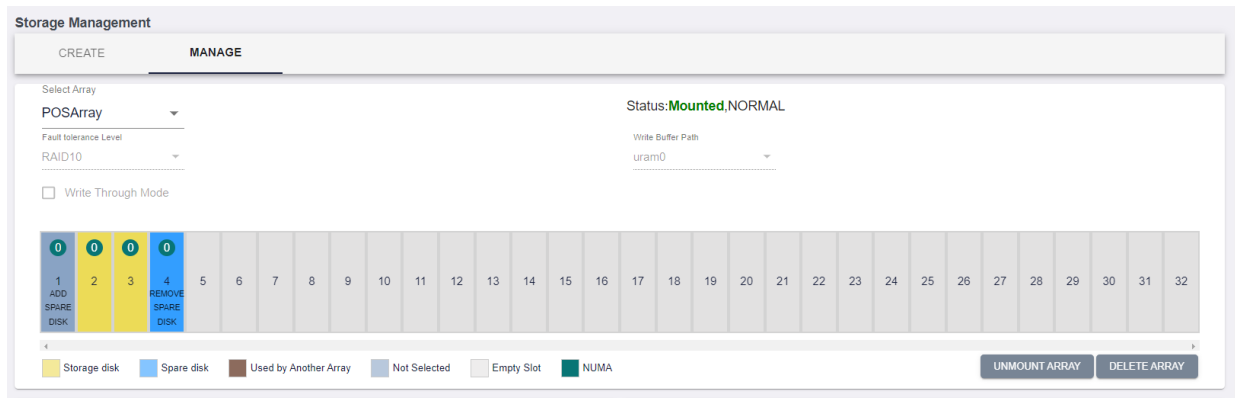 Storage Management
CREATE MANAGE
Select Array
POSArray
Status:Mounted,NORMAL
Fault tolerance Level
RAID10
Write Buffer Path
uram0
Write Through Mode
0 0 0 0
1 2 3 4 5 6 7 8 9 10 11 12 13 14 15 16 17 18 19 20 21 22 23 24 25 26 27 28 29 30 31 32
ADD REMOVE
SPARE SPARE
DISK DISK
Storage disk Spare disk Used by Another Array Not Selected Empty Slot NUMA
UNMOUNT ARRAY DELETE ARRAY